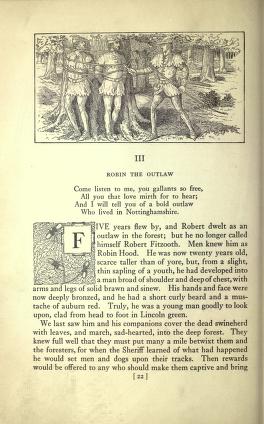 III
ROBIN THE OUTLAW
Come listen to me, you gallants so free,
All you that love mirth for to hear;
And I will tell you of a bold outlaw
Who lived in Nottinghamshire.
FIVE years flew by, and Robert dwelt as an
outlaw in the forest; but he no longer called
himself Robert Fitzooth. Men knew him as
Robin Hood. He was now twenty years old,
scarce taller than of yore, but, from a slight,
thin sapling of a youth, he had developed into
a man broad of shoulder and deep of chest, with
arms and legs of solid brawn and sinew. His hands and face were
now deeply bronzed, and he had a short curly beard and a mus-
tache of auburn red. Truly, he was a young man goodly to look
upon, clad from head to foot in Lincoln green.
We last saw him and his companions cover the dead swineherd
with leaves, and march, sad-hearted, into the deep forest. They
knew full well that they must put many a mile betwixt them and
the foresters, for when the Sheriff learned of what had happened
he would set men and dogs upon their tracks. Then rewards
would be offered to any who should make them captive and bring
[22]